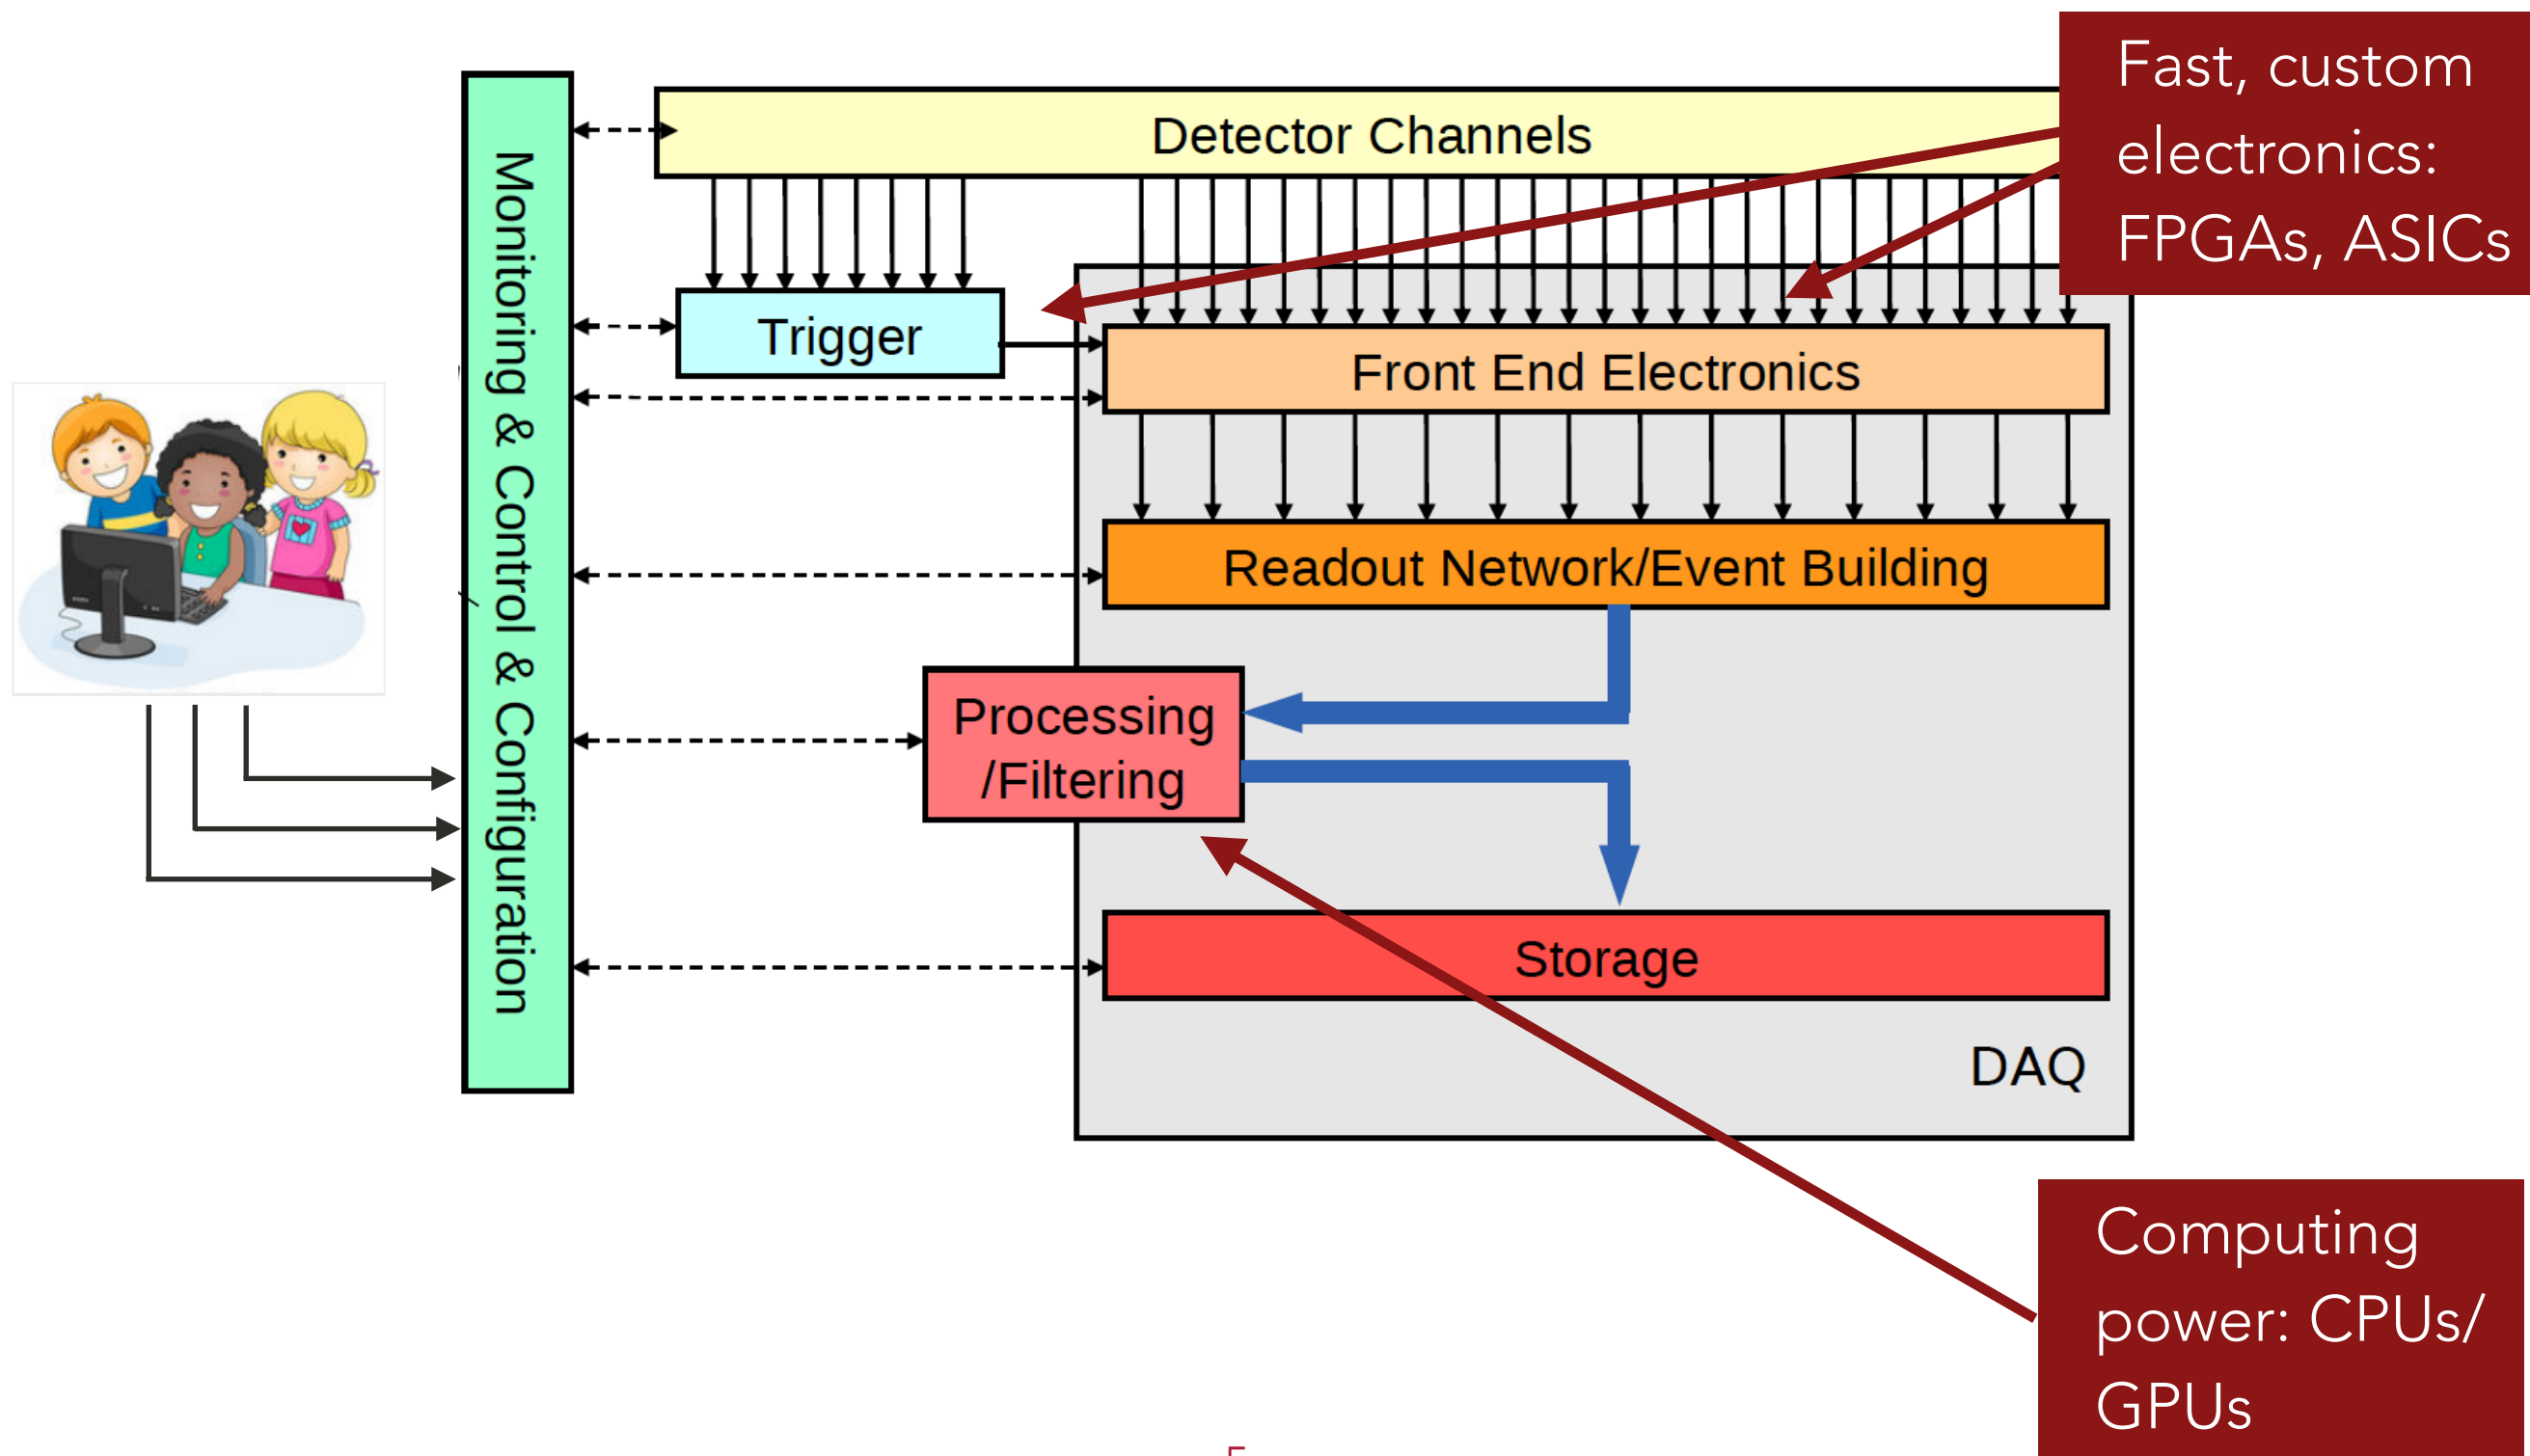 Fast, custom
electronics:
FPGAs, ASICs
Detector Channels
Monitoring & Control & Configuration
Trigger
Front End Electronics
Readout Network/Event Building
Processing
/Filtering
Storage
DAQ
Computing
power: CPUs/
GPUs